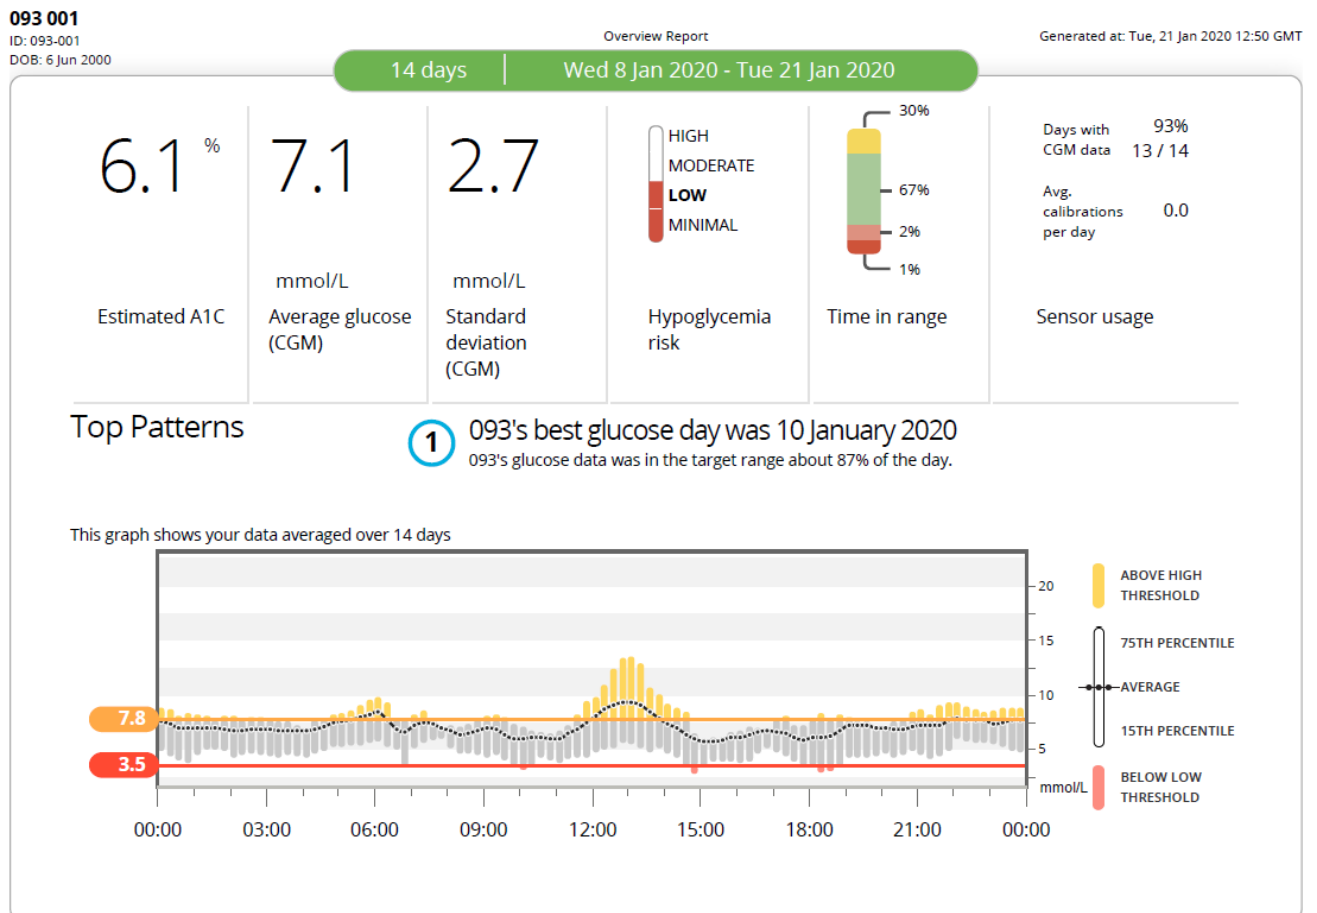 093 001
ID: 093-001
DOB: 6 Jun 2000
Overview Report
Generated at: Tue, 21 Jan 2020 12:50 GMT
14 days
Wed 8 Jan 2020 - Tue 21 Jan 2020
6.1 %
Estimated A1C
7.1
mmol/L
Average glucose
(CGM)
2.7
mmol/L
Standard
deviation
(CGM)
HIGH
MODERATE
LOW
MINIMAL
Hypoglycemia
risk
30%
67%
2%
1%
Time in range
Days with
CGM data
93%
13 / 14
Avg.
calibrations
per day
0.0
Sensor usage
Top Patterns
1
093's best glucose day was 10 January 2020
093's glucose data was in the target range about 87% of the day.
This graph shows your data averaged over 14 days
7.8
3.5
20
15
10
5
mmol/L
00:00 03:00 06:00 09:00 12:00 15:00 18:00 21:00 00:00
ABOVE HIGH
THRESHOLD
75TH PERCENTILE
AVERAGE
15TH PERCENTILE
BELOW LOW
THRESHOLD